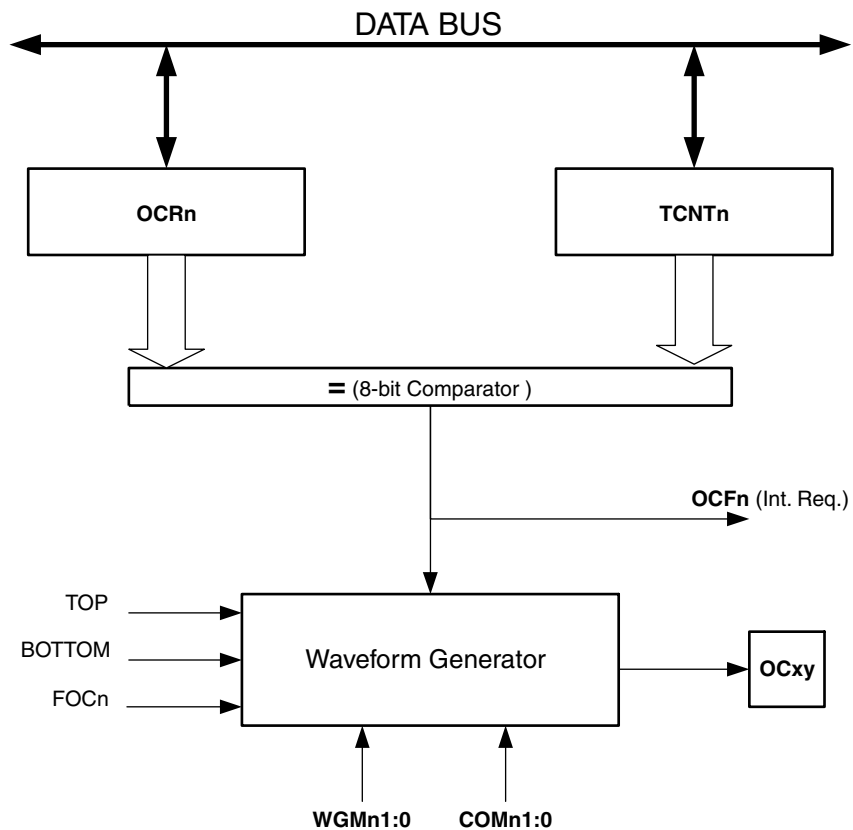 DATA BUS
OCRn
TCNTn
= (8-bit Comparator )
OCFn (Int. Req.)
TOP
BOTTOM
FOCn
Waveform Generator
OCxy
WGMn1:0
COMn1:0